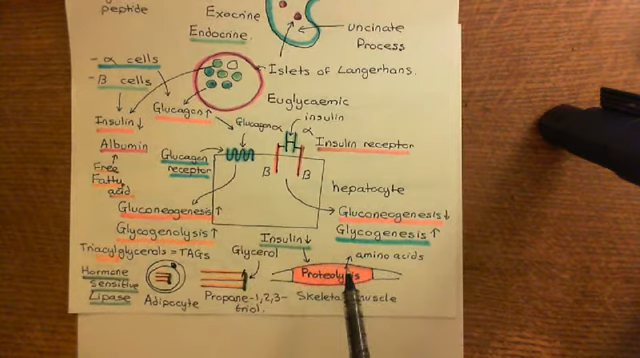 peptide
Exocrine
Endocrine.
uncinate
Process
- α cells
- β cells
Islets of Langerhans.
Glucagon ↑
Euglycaemic
Insulin ↓
Glucagon
insulin
α
α
Insulin receptor
Albumin
Glucagon
receptor
β
β
Free
Fatty
acid
hepatocyte
Gluconeogenesis ↑
Gluconeogenesis ↓
Glycogenolysis ↑
Glycogenesis ↑
Triacylglycerols = TAGs
Glycerol
Insulin ↓
amino acids
Hormone
Sensitive
Lipase
Adipocyte
Propane-1,2,3-
triol.
Proteolysis
Skeletal muscle